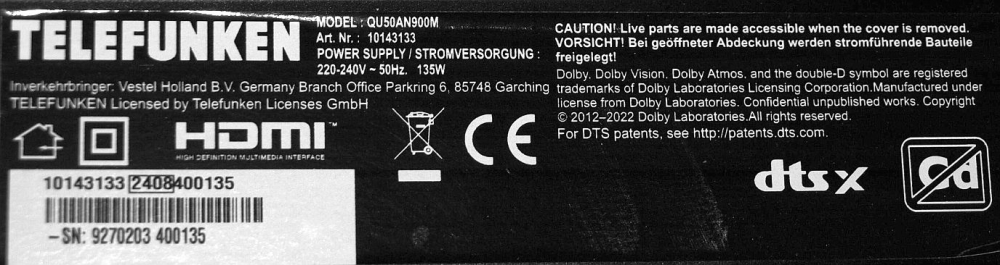 TELEFUNKEN
MODEL : QU50AN900M
Art. Nr. : 10143133
POWER SUPPLY / STROMVERSORGUNG :
220-240V ~ 50Hz. 135W
Inverkehrbringer: Vestel Holland B.V. Germany Branch Office Parkring 6, 85748 Garching
TELEFUNKEN Licensed by Telefunken Licenses GmbH
HDMI™
HIGH DEFINITION MULTIMEDIA INTERFACE
CE
10143133 2408400135
–SN: 9270203 400135
CAUTION! Live parts are made accessible when the cover is removed.
VORSICHT! Bei geöffneter Abdeckung werden stromführende Bauteile
freigelegt!
Dolby, Dolby Vision, Dolby Atmos, and the double-D symbol are registered
trademarks of Dolby Laboratories Licensing Corporation.Manufactured under
license from Dolby Laboratories. Confidential unpublished works. Copyright
© 2012–2022 Dolby Laboratories.All rights reserved.
For DTS patents, see http://patents.dts.com.
dts x
Cd